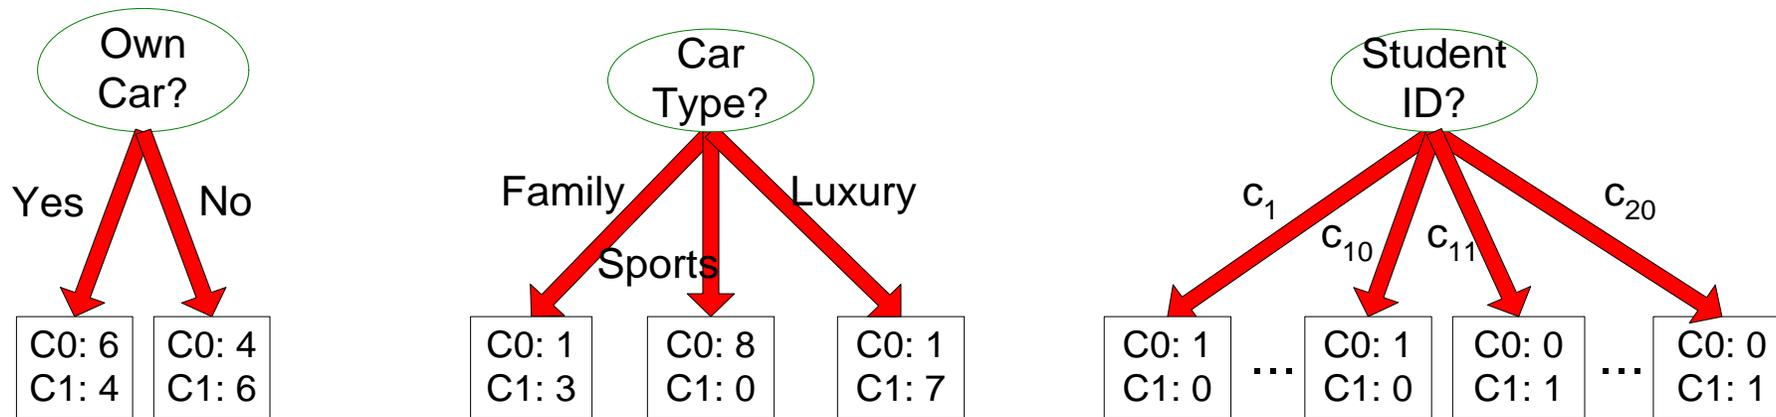 Own
Car?
Yes
No
C0: 6
C1: 4
C0: 4
C1: 6
Car
Type?
Family
Sports
Luxury
C0: 1
C1: 3
C0: 8
C1: 0
C0: 1
C1: 7
Student
ID?
c1
c10
c11
c20
C0: 1
C1: 0
...
C0: 1
C1: 0
C0: 0
C1: 1
...
C0: 0
C1: 1